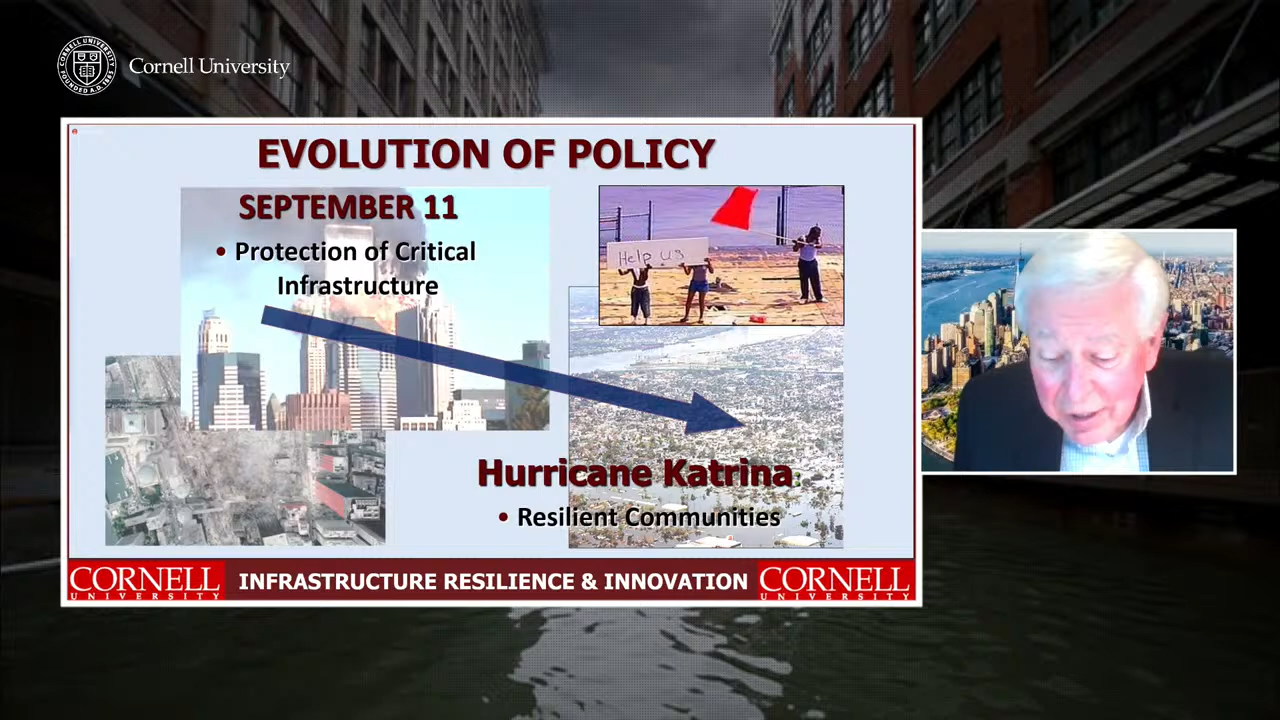 Cornell University
EVOLUTION OF POLICY
SEPTEMBER 11
• Protection of Critical
Infrastructure
Help us
Hurricane Katrina:
• Resilient Communities
CORNELL
UNIVERSITY
INFRASTRUCTURE RESILIENCE & INNOVATION
CORNELL
UNIVERSITY